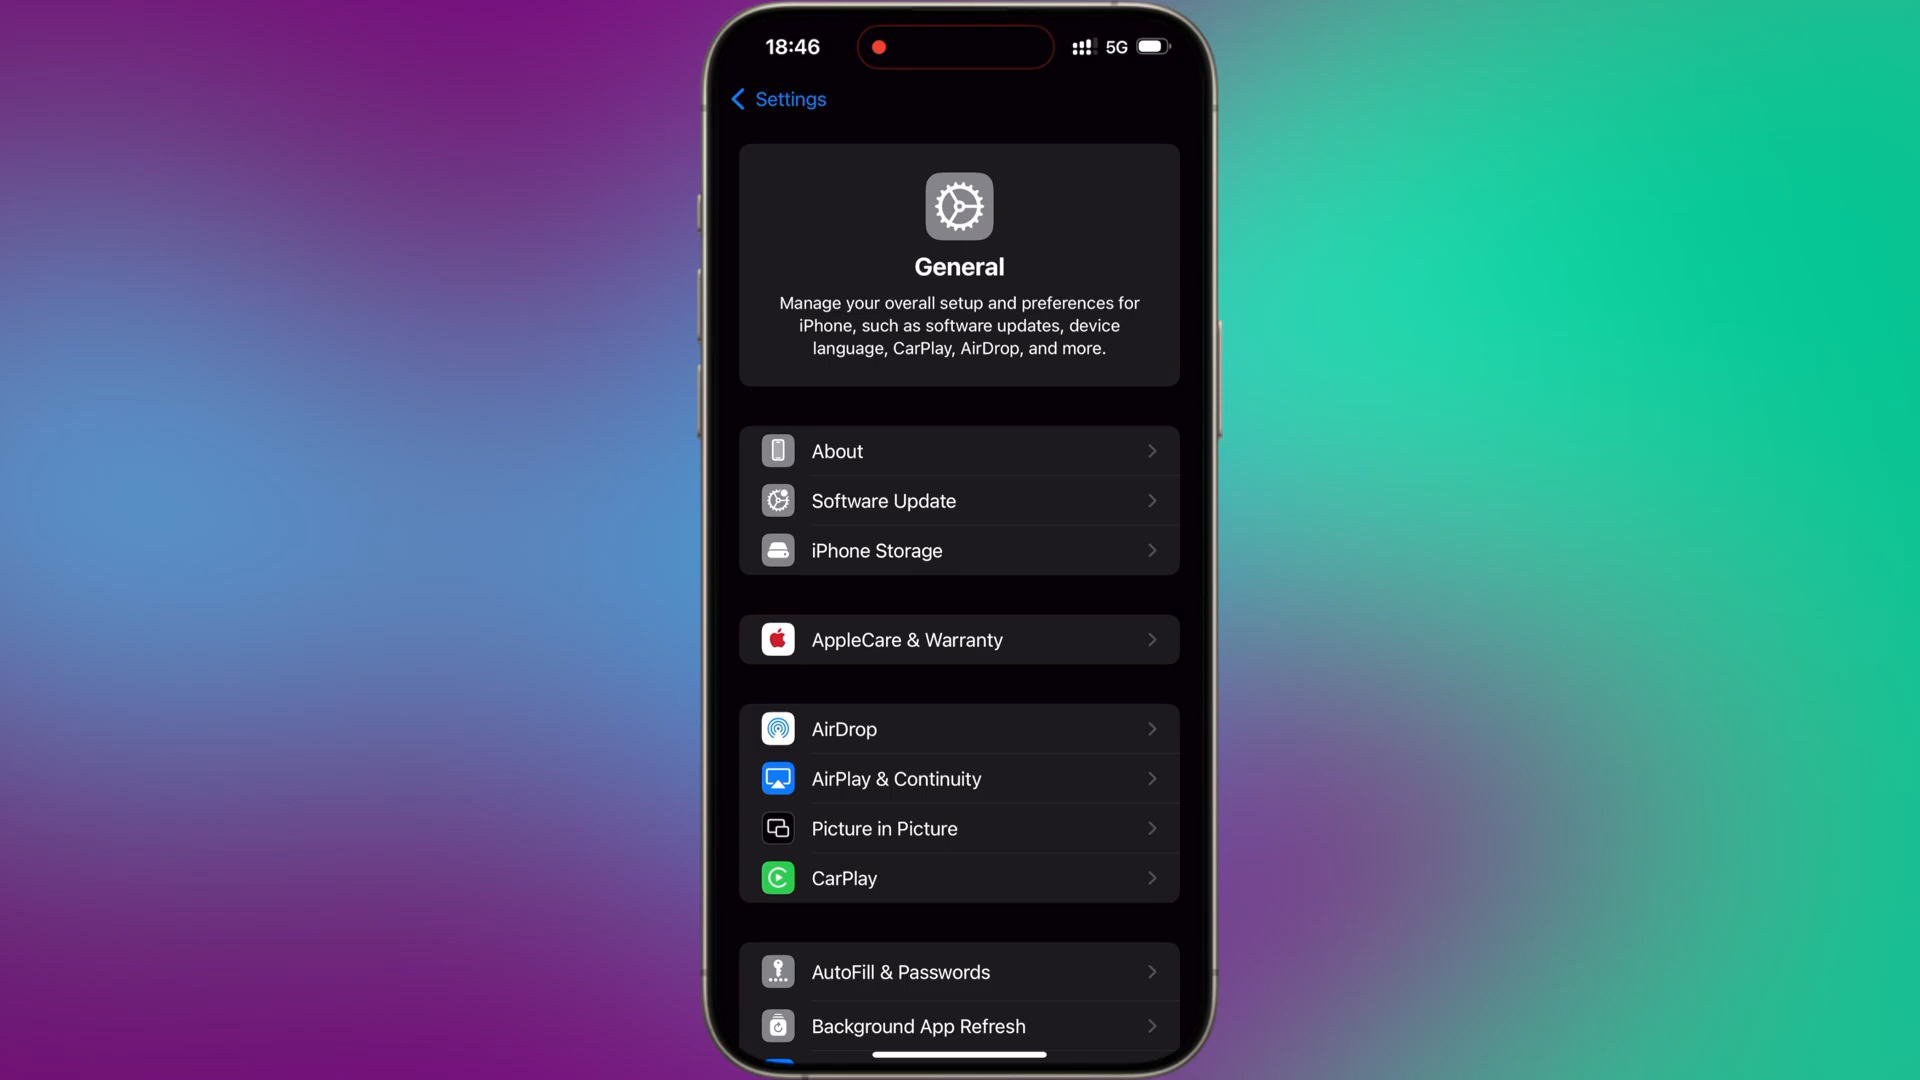 18:46
5G
Settings
General
Manage your overall setup and preferences for
iPhone, such as software updates, device
language, CarPlay, AirDrop, and more.
About
Software Update
iPhone Storage
AppleCare & Warranty
AirDrop
AirPlay & Continuity
Picture in Picture
CarPlay
AutoFill & Passwords
Background App Refresh